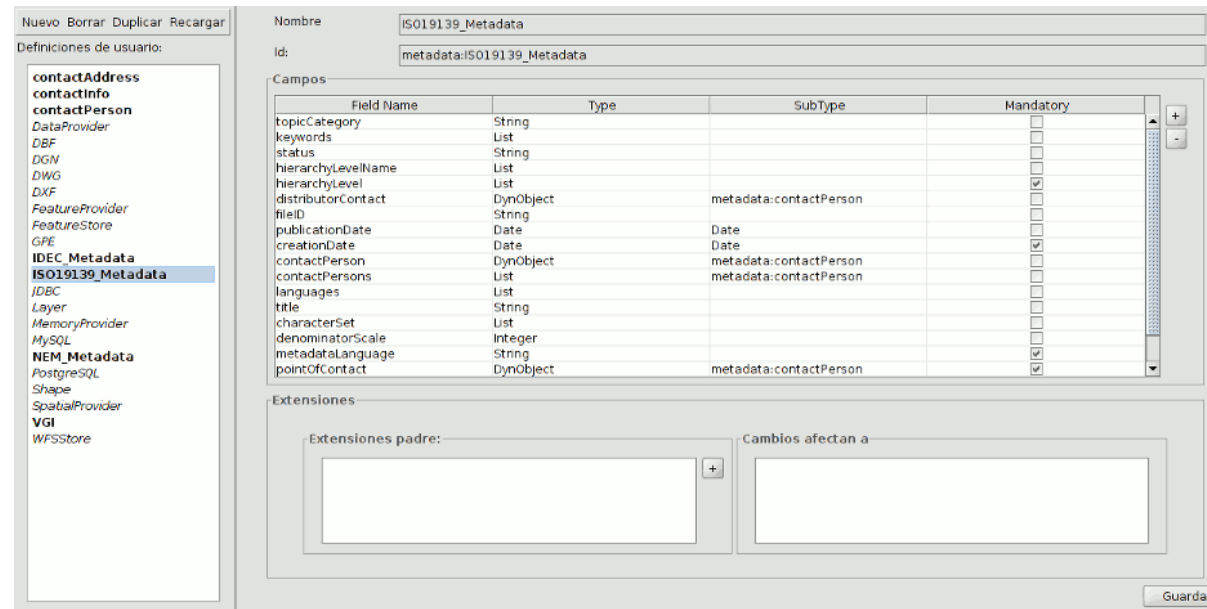 Nuevo Borrar Duplicar Recargar
Definiciones de usuario:
contactAddress
contactInfo
contactPerson
DataProvider
DBF
DGN
DWG
DXF
FeatureProvider
FeatureStore
GPE
IDEC_Metadata
ISO19139_Metadata
JDBC
Layer
MemoryProvider
MySQL
NEM_Metadata
PostgreSQL
Shape
SpatialProvider
VGI
WFSStore
Nombre ISO19139_Metadata
Id: metadata:ISO19139_Metadata
Campos
Field Name Type SubType Mandatory
topicCategory String
keywords List
status String
hierarchyLevelName List
hierarchyLevel List
distributorContact DynObject metadata:contactPerson
fileID String
publicationDate Date Date
creationDate Date Date
contactPerson DynObject metadata:contactPerson
contactPersons List metadata:contactPerson
languages List
title String
characterSet List
denominatorScale Integer
metadataLanguage String
pointOfContact DynObject metadata:contactPerson
+
-
Extensiones
Extensiones padre:
+
Cambios afectan a
Guarda